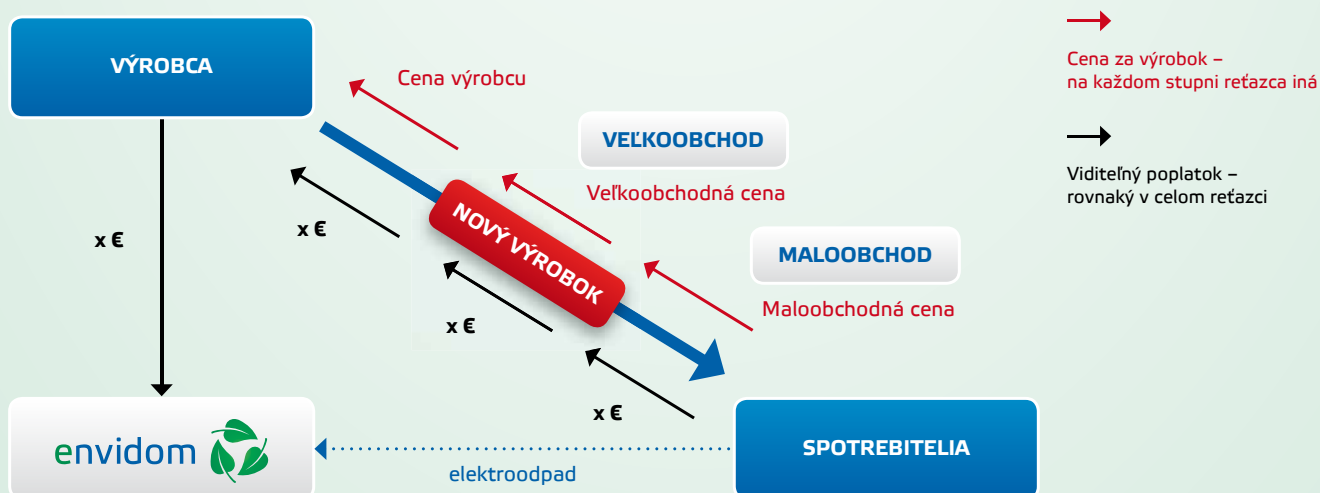 VÝROBCA
Cena výrobcu
VEĽKOOBCHOD
Veľkoobchodná cena
MALOOBCHOD
Maloobchodná cena
NOVÝ VÝROBOK
x €
x €
x €
x €
envidom
elektroodpad
SPOTREBITELIA
Cena za výrobok –
na každom stupni reťazca iná
Viditeľný poplatok –
rovnaký v celom reťazci